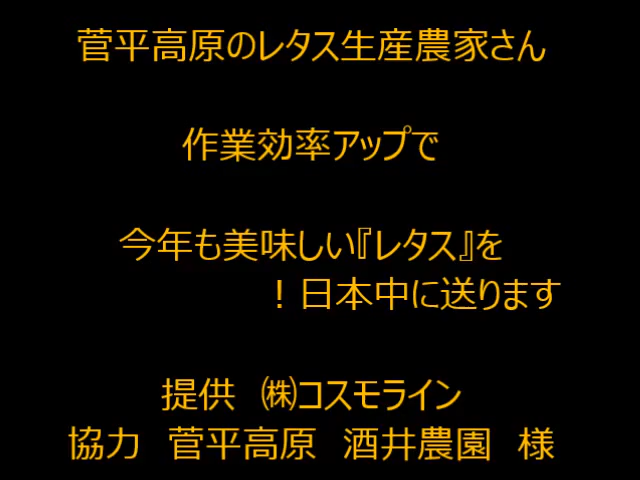 菅平高原のレタス生産農家さん
作業効率アップで
今年も美味しい『レタス』を
！日本中に送ります
提供　㈱コスモライン
協力　菅平高原　酒井農園　様